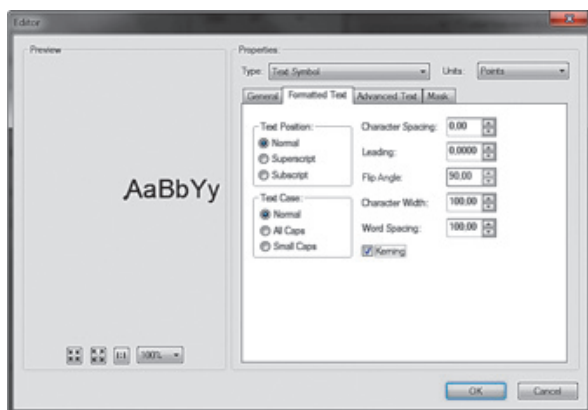 Editor
Preview
Properties:
Type: Text Symbol
Units: Points
General
Formatted Text
Advanced Text
Mask
Text Position:
Normal
Superscript
Subscript
Text Case:
Normal
All Caps
Small Caps
Character Spacing: 0,00
Leading: 0,0000
Flip Angle: 90,00
Character Width: 100,00
Word Spacing: 100,00
Kerning
AaBbYy
1:1
100%
OK
Cancel